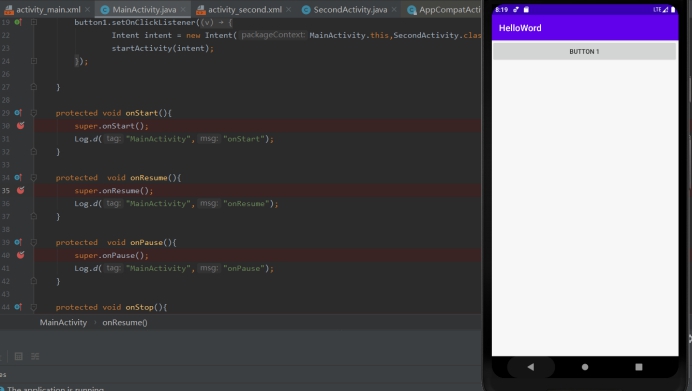 activity_main.xml × MainActivity.java × activity_second.xml × SecondActivity.java × AppCompatActi
19 button1.setOnClickListener((v) → {
22 Intent intent = new Intent( packageContext: MainActivity.this,SecondActivity.clas
23 startActivity(intent);
24 });
26
27 }
28
29 protected void onStart(){
30 super.onStart();
31 Log.d( tag: "MainActivity", msg: "onStart");
32 }
33
34 protected void onResume(){
35 super.onResume();
36 Log.d( tag: "MainActivity", msg: "onResume");
37 }
38
39 protected void onPause(){
40 super.onPause();
41 Log.d( tag: "MainActivity", msg: "onPause");
42 }
43
44 protected void onStop(){
MainActivity › onResume()
es
The application is running
8:19 LTE
HelloWord
BUTTON 1